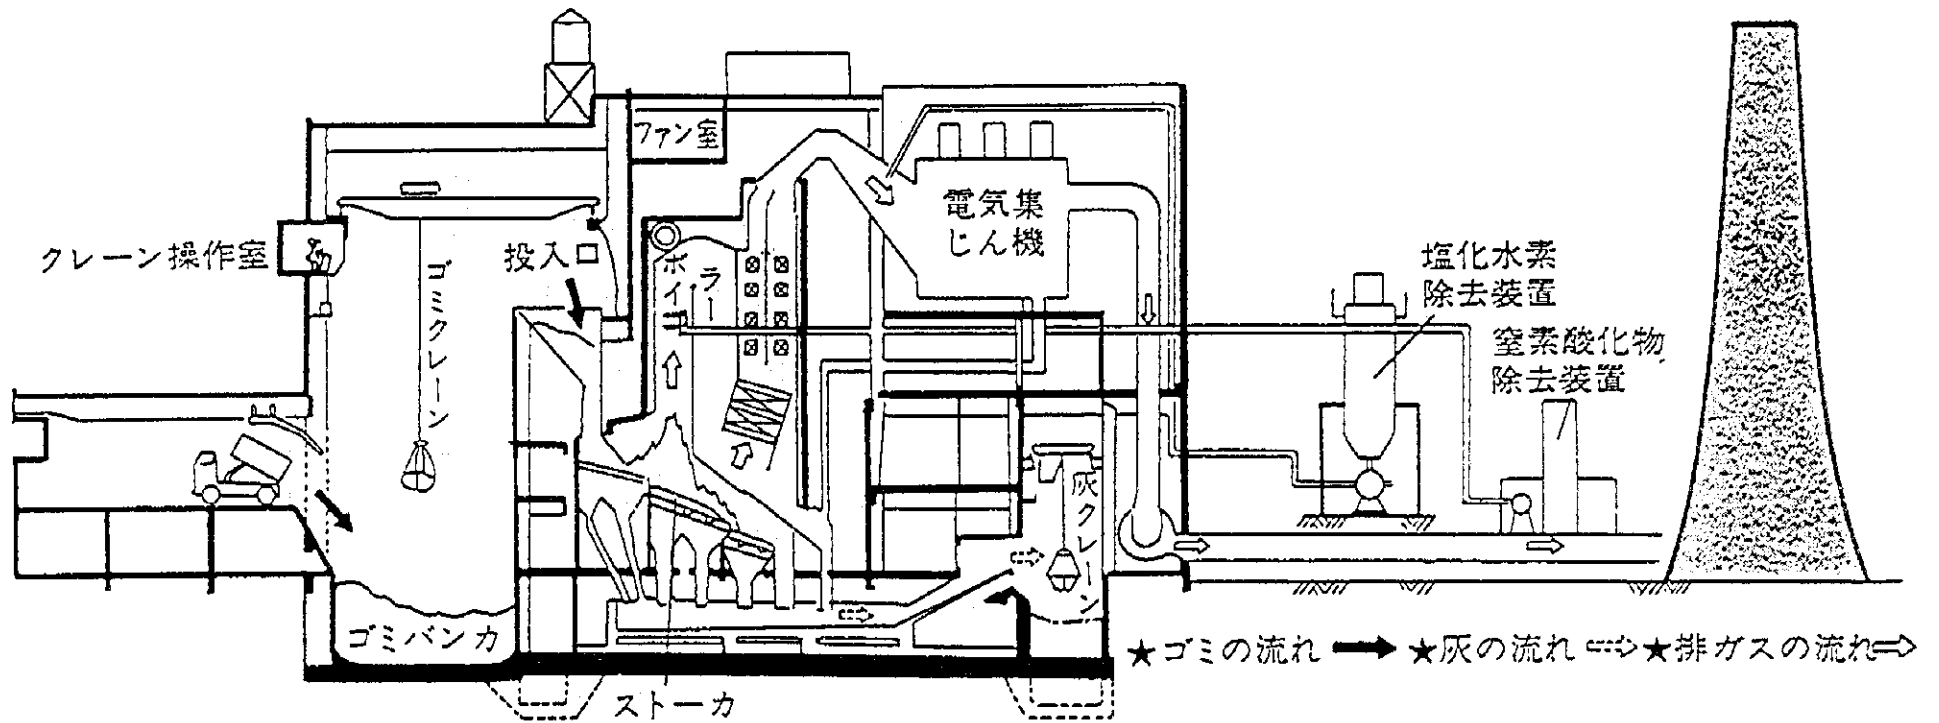 ファン室
電気集
じん機
クレーン操作室
投入口
ゴミクレーン
ボイラー
塩化水素
除去装置
窒素酸化物
除去装置
灰クレーン
ゴミバンカ
ストーカ
★ゴミの流れ ★灰の流れ ★排ガスの流れ